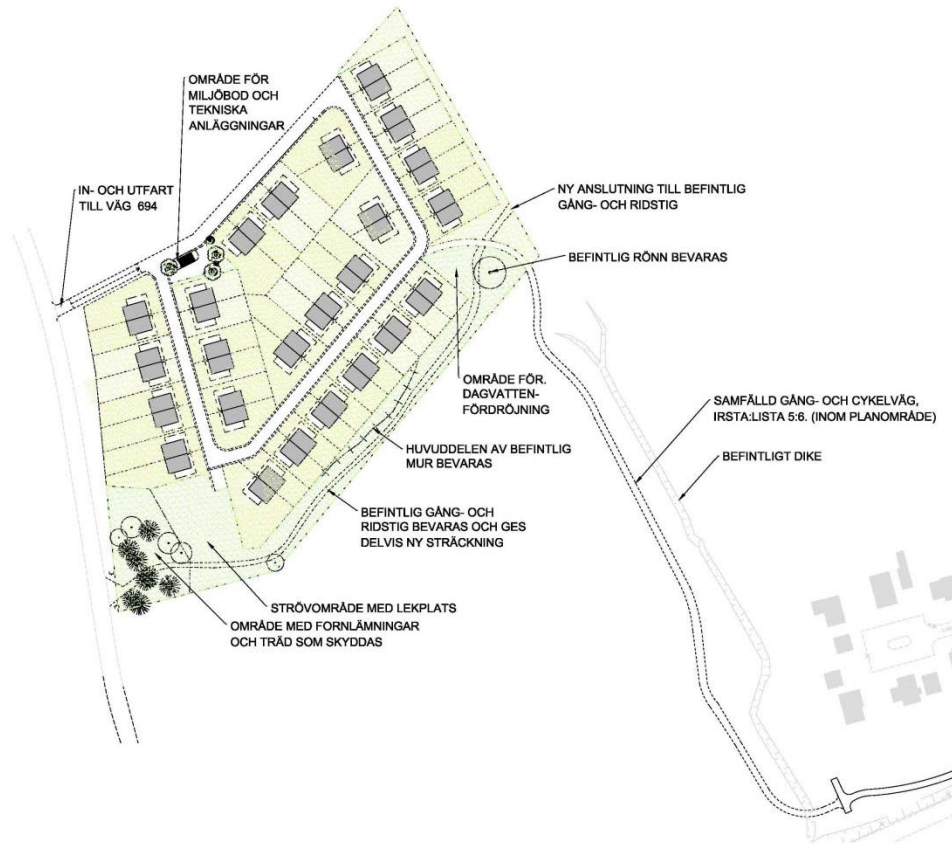 OMRÅDE FÖR
MILJÖBOD OCH
TEKNISKA
ANLÄGGNINGAR
IN- OCH UTFART
TILL VÄG 694
NY ANSLUTNING TILL BEFINTLIG
GÅNG- OCH RIDSTIG
BEFINTLIG RÖNN BEVARAS
OMRÅDE FÖR.
DAGVATTEN-
FÖRDRÖJNING
SAMFÄLLD GÅNG- OCH CYKELVÄG,
IRSTA:LISTA 5:6. (INOM PLANOMRÅDE)
HUVUDDELEN AV BEFINTLIG
MUR BEVARAS
BEFINTLIGT DIKE
BEFINTLIG GÅNG- OCH
RIDSTIG BEVARAS OCH GES
DELVIS NY STRÄCKNING
STRÖVOMRÅDE MED LEKPLATS
OMRÅDE MED FORNLÄMNINGAR
OCH TRÄD SOM SKYDDAS